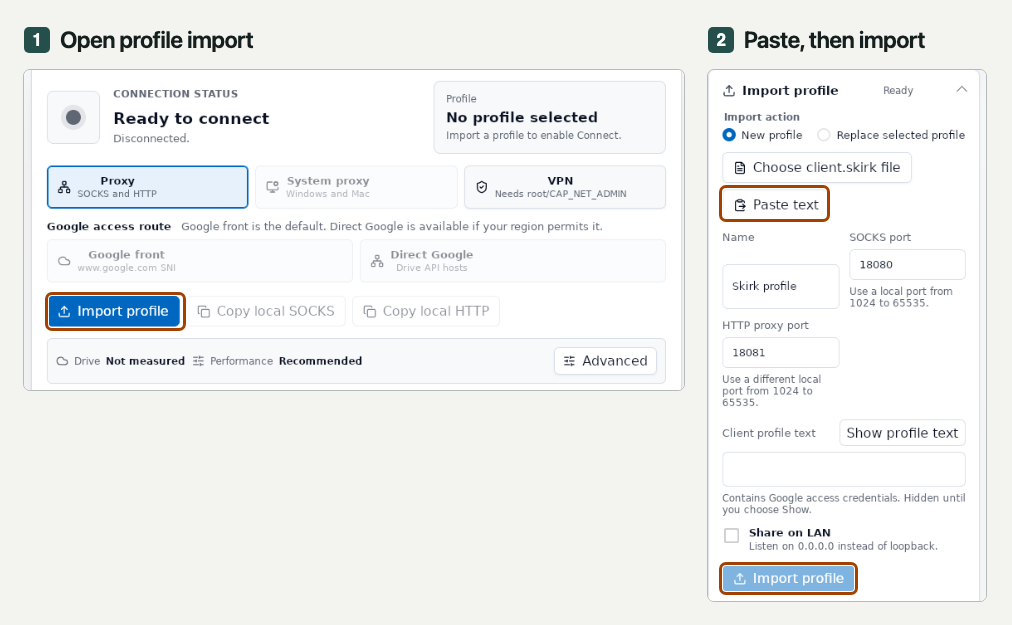 1 Open profile import
CONNECTION STATUS
Ready to connect
Disconnected.
Profile
No profile selected
Import a profile to enable Connect.
Proxy
SOCKS and HTTP
System proxy
Windows and Mac
VPN
Needs root/CAP_NET_ADMIN
Google access route Google front is the default. Direct Google is available if your region permits it.
Google front
www.google.com SNI
Direct Google
Drive API hosts
Import profile
Copy local SOCKS
Copy local HTTP
Drive Not measured Performance Recommended
Advanced
2 Paste, then import
Import profile
Ready
Import action
New profile
Replace selected profile
Choose client.skirk file
Paste text
Name
Skirk profile
SOCKS port
18080
Use a local port from
1024 to 65535.
HTTP proxy port
18081
Use a different local
port from 1024 to
65535.
Client profile text
Show profile text
Contains Google access credentials. Hidden until
you choose Show.
Share on LAN
Listen on 0.0.0.0 instead of loopback.
Import profile